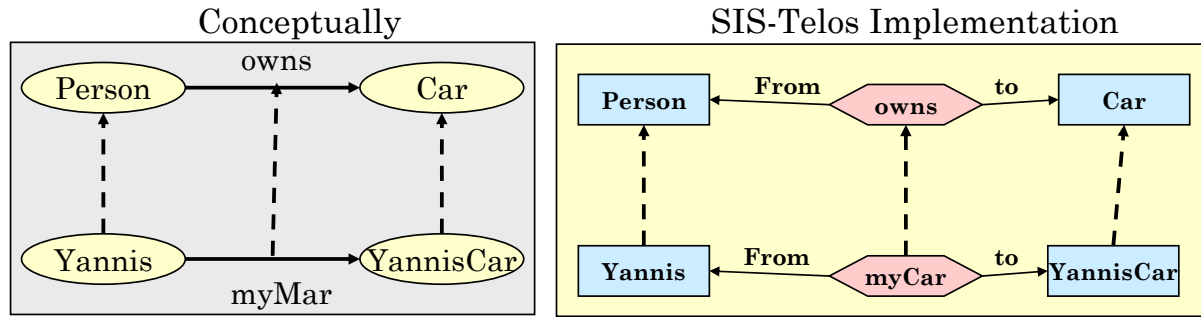 Conceptually
owns
Person
Car
Yannis
YannisCar
myMar
SIS-Telos Implementation
Person
From
owns
to
Car
Yannis
From
myCar
to
YannisCar